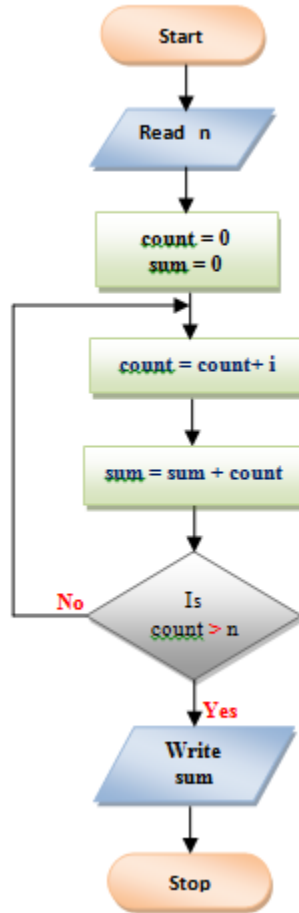 Start
Read n
count = 0
sum = 0
count = count+ i
sum = sum + count
No
Is
count > n
Yes
Write
sum
Stop